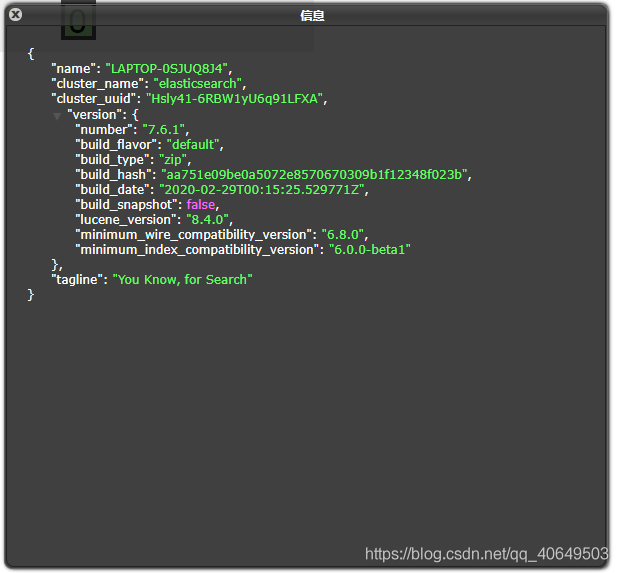 0
信息
{
"name": "LAPTOP-0SJUQ8J4",
"cluster_name": "elasticsearch",
"cluster_uuid": "Hsly41-6RBW1yU6q91LFXA",
"version": {
"number": "7.6.1",
"build_flavor": "default",
"build_type": "zip",
"build_hash": "aa751e09be0a5072e8570670309b1f12348f023b",
"build_date": "2020-02-29T00:15:25.529771Z",
"build_snapshot": false,
"lucene_version": "8.4.0",
"minimum_wire_compatibility_version": "6.8.0",
"minimum_index_compatibility_version": "6.0.0-beta1"
},
"tagline": "You Know, for Search"
}
https://blog.csdn.net/qq_40649503